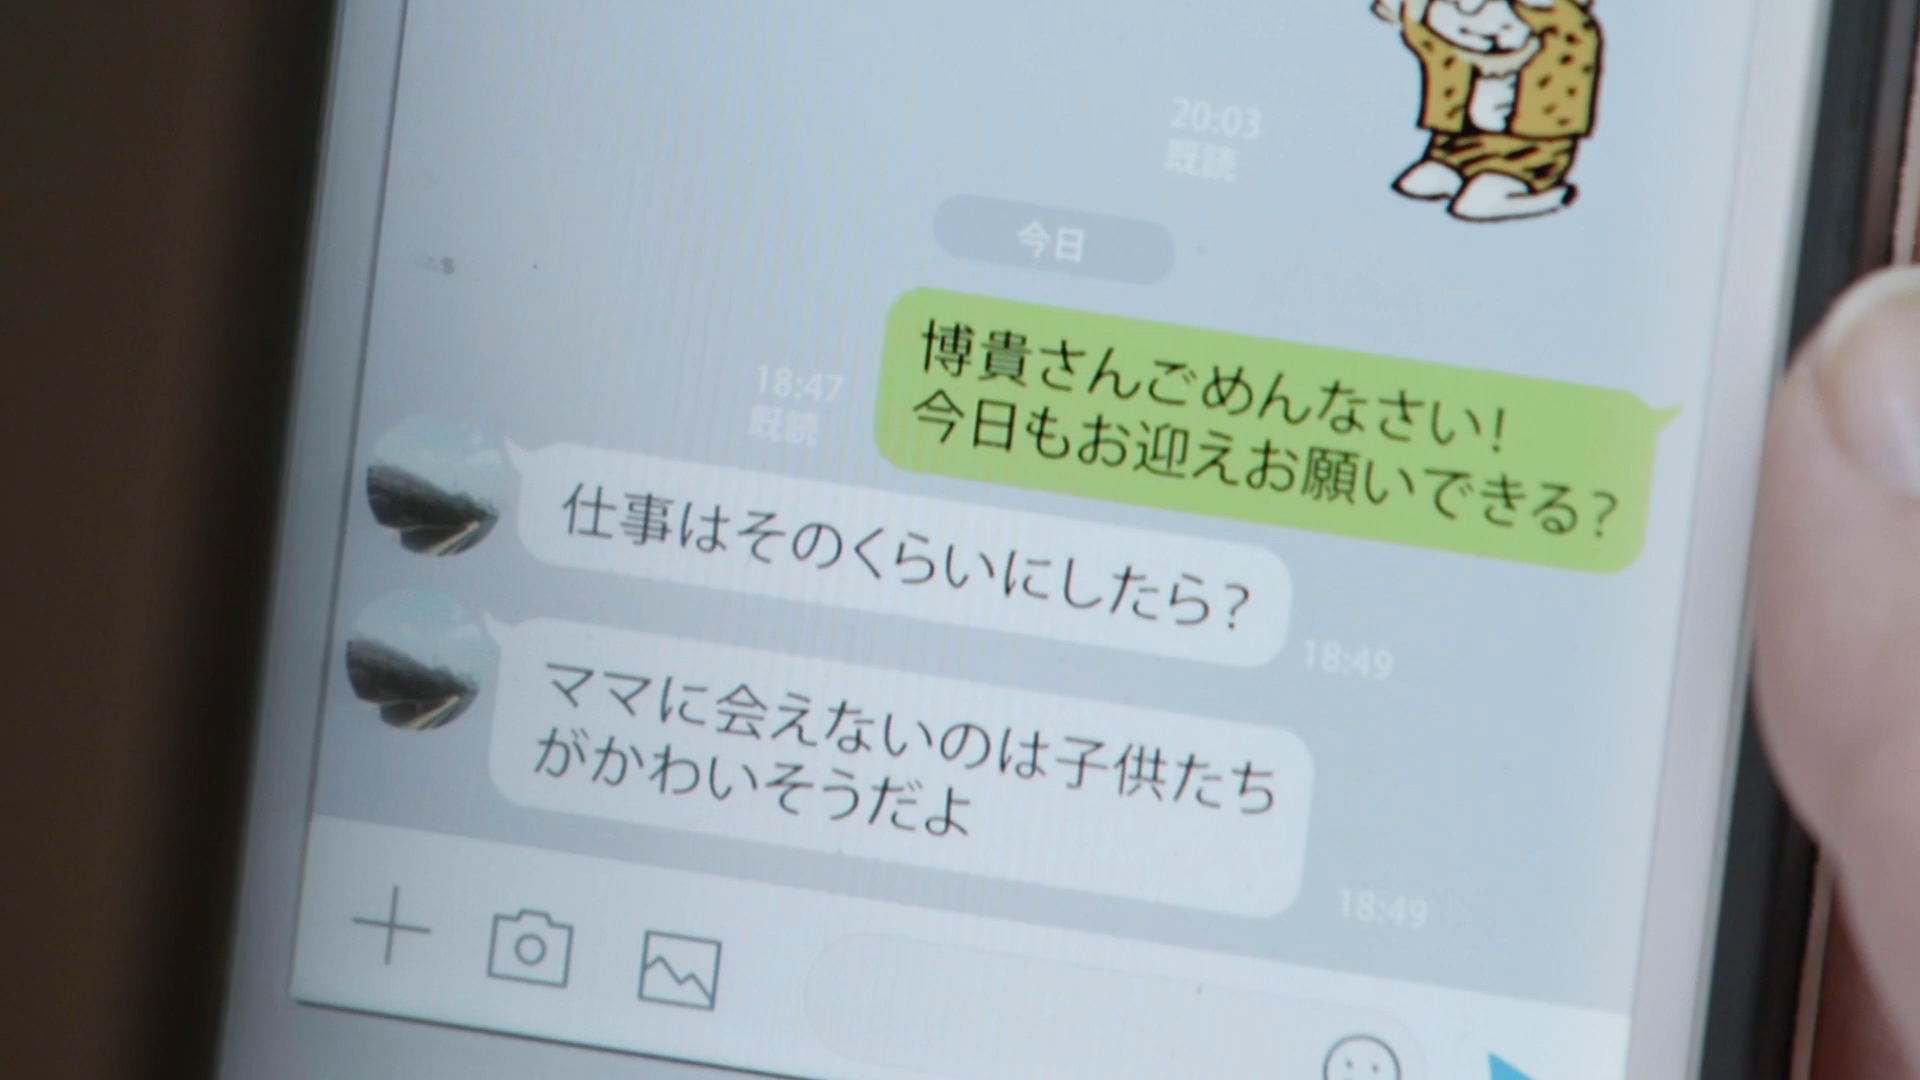 20:03
既読
今日
博貴さんごめんなさい!
今日もお迎えお願いできる?
18:47
既読
仕事はそのくらいにしたら?
18:49
ママに会えないのは子供たち
がかわいそうだよ
18:49